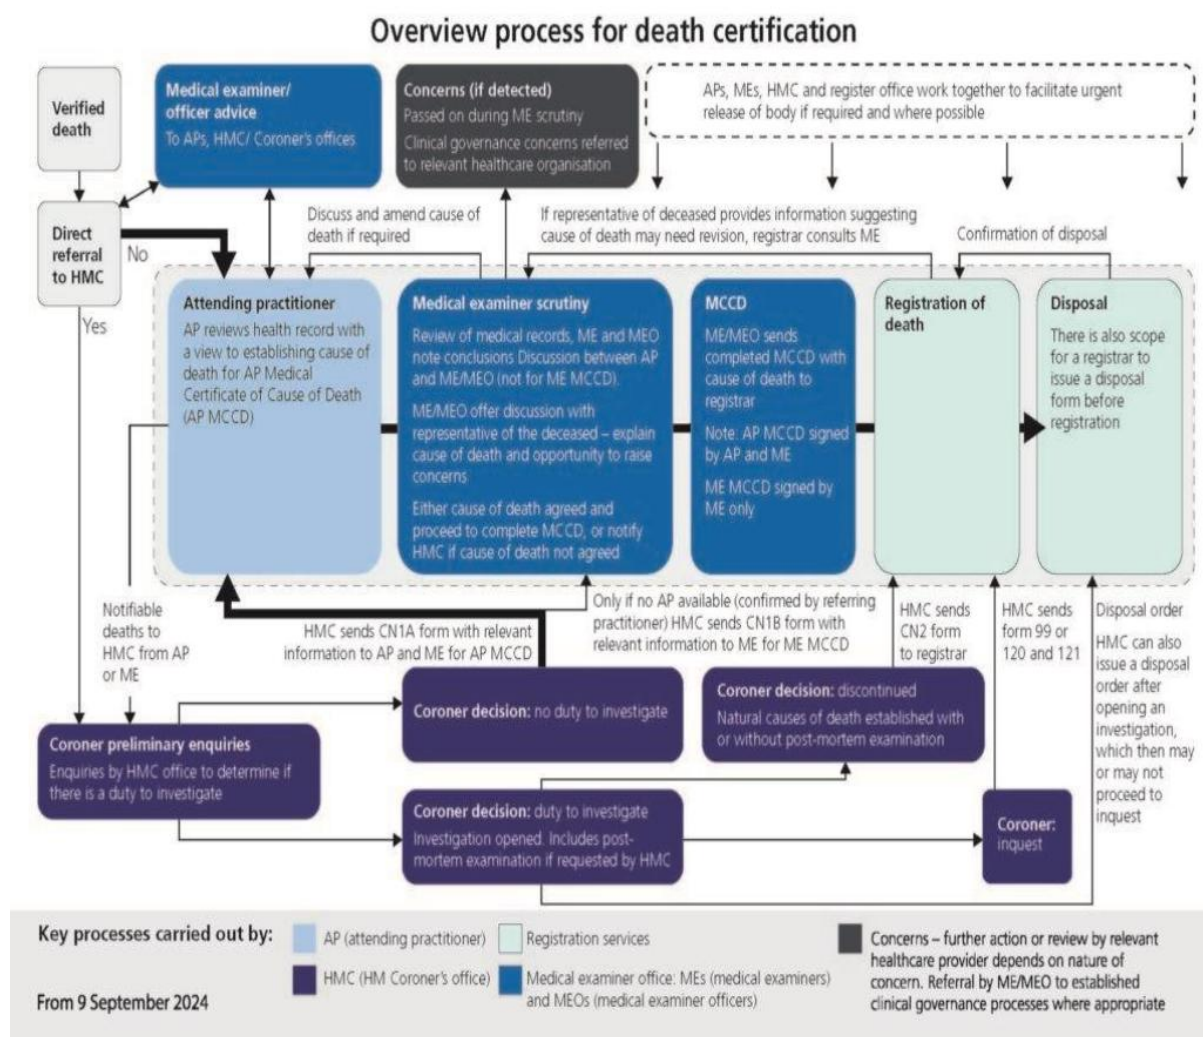 Overview process for death certification
Verified
death
Medical examiner/
officer advice
To APs, HMC/ Coroner's offices
Concerns (if detected)
Passed on during ME scrutiny
Clinical governance concerns referred
to relevant healthcare organisation
APs, MEs, HMC and register office work together to facilitate urgent
release of body if required and where possible
Direct
referral
to HMC
No
Yes
Discuss and amend cause of
death if required
If representative of deceased provides information suggesting
cause of death may need revision, registrar consults ME
Confirmation of disposal
Attending practitioner
AP reviews health record with
a view to establishing cause of
death for AP Medical
Certificate of Cause of Death
(AP MCCD)
Medical examiner scrutiny
Review of medical records, ME and MEO
note conclusions Discussion between AP
and ME/MEO (not for ME MCCD).
ME/MEO offer discussion with
representative of the deceased – explain
cause of death and opportunity to raise
concerns
Either cause of death agreed and
proceed to complete MCCD, or notify
HMC if cause of death not agreed
MCCD
ME/MEO sends
completed MCCD with
cause of death to
registrar
Note: AP MCCD signed
by AP and ME
ME MCCD signed by
ME only
Registration of
death
Disposal
There is also scope
for a registrar to
issue a disposal
form before
registration
Notifiable
deaths to
HMC from AP
or ME
HMC sends CN1A form with relevant
information to AP and ME for AP MCCD
Only if no AP available (confirmed by referring
practitioner) HMC sends CN1B form with
relevant information to ME for ME MCCD
HMC sends
CN2 form
to registrar
HMC sends
form 99 or
120 and 121
Disposal order
HMC can also
issue a disposal
order after
opening an
investigation,
which then may
or may not
proceed to
inquest
Coroner preliminary enquiries
Enquiries by HMC office to determine if
there is a duty to investigate
Coroner decision: no duty to investigate
Coroner decision: discontinued
Natural causes of death established with
or without post-mortem examination
Coroner decision: duty to investigate
Investigation opened. Includes post-
mortem examination if requested by HMC
Coroner:
inquest
Key processes carried out by:
AP (attending practitioner)
Registration services
HMC (HM Coroner's office)
Medical examiner office: MEs (medical examiners)
and MEOs (medical examiner officers)
Concerns – further action or review by relevant
healthcare provider depends on nature of
concern. Referral by ME/MEO to established
clinical governance processes where appropriate
From 9 September 2024